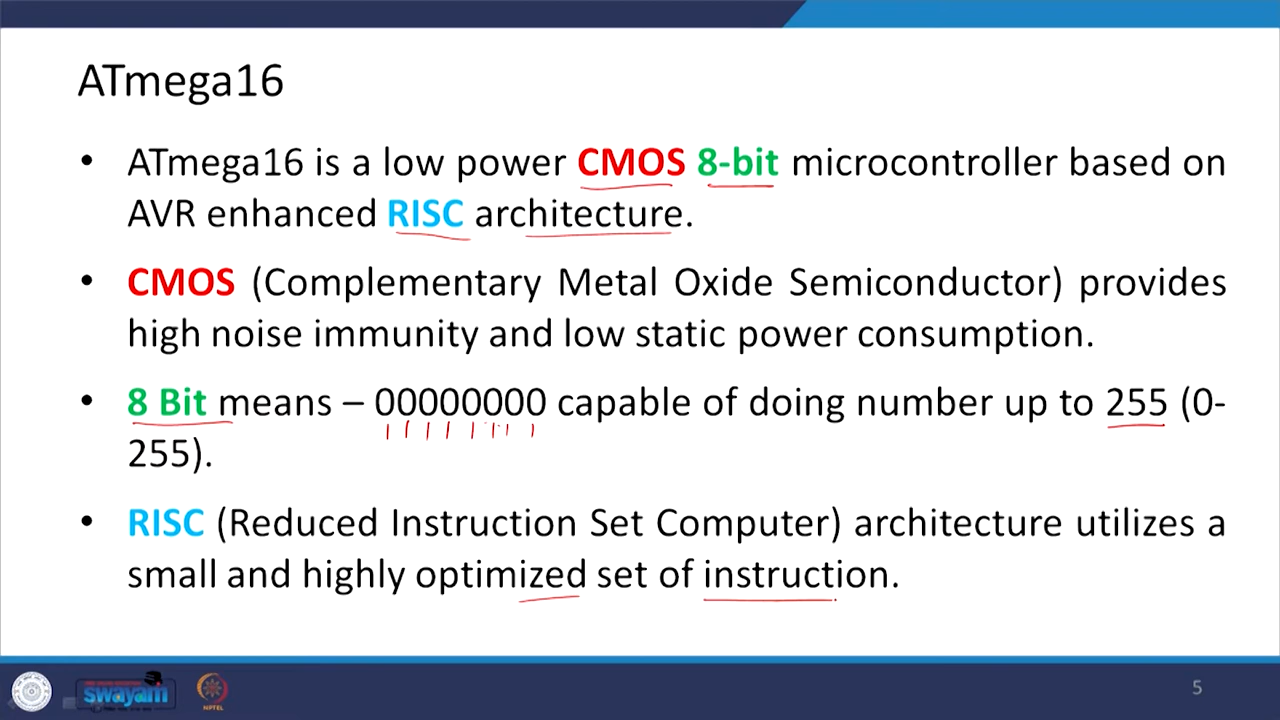 ATmega16
• ATmega16 is a low power CMOS 8-bit microcontroller based on
AVR enhanced RISC architecture.
• CMOS (Complementary Metal Oxide Semiconductor) provides
high noise immunity and low static power consumption.
• 8 Bit means – 00000000 capable of doing number up to 255 (0-
255).
• RISC (Reduced Instruction Set Computer) architecture utilizes a
small and highly optimized set of instruction.
swayam
NPTEL
5